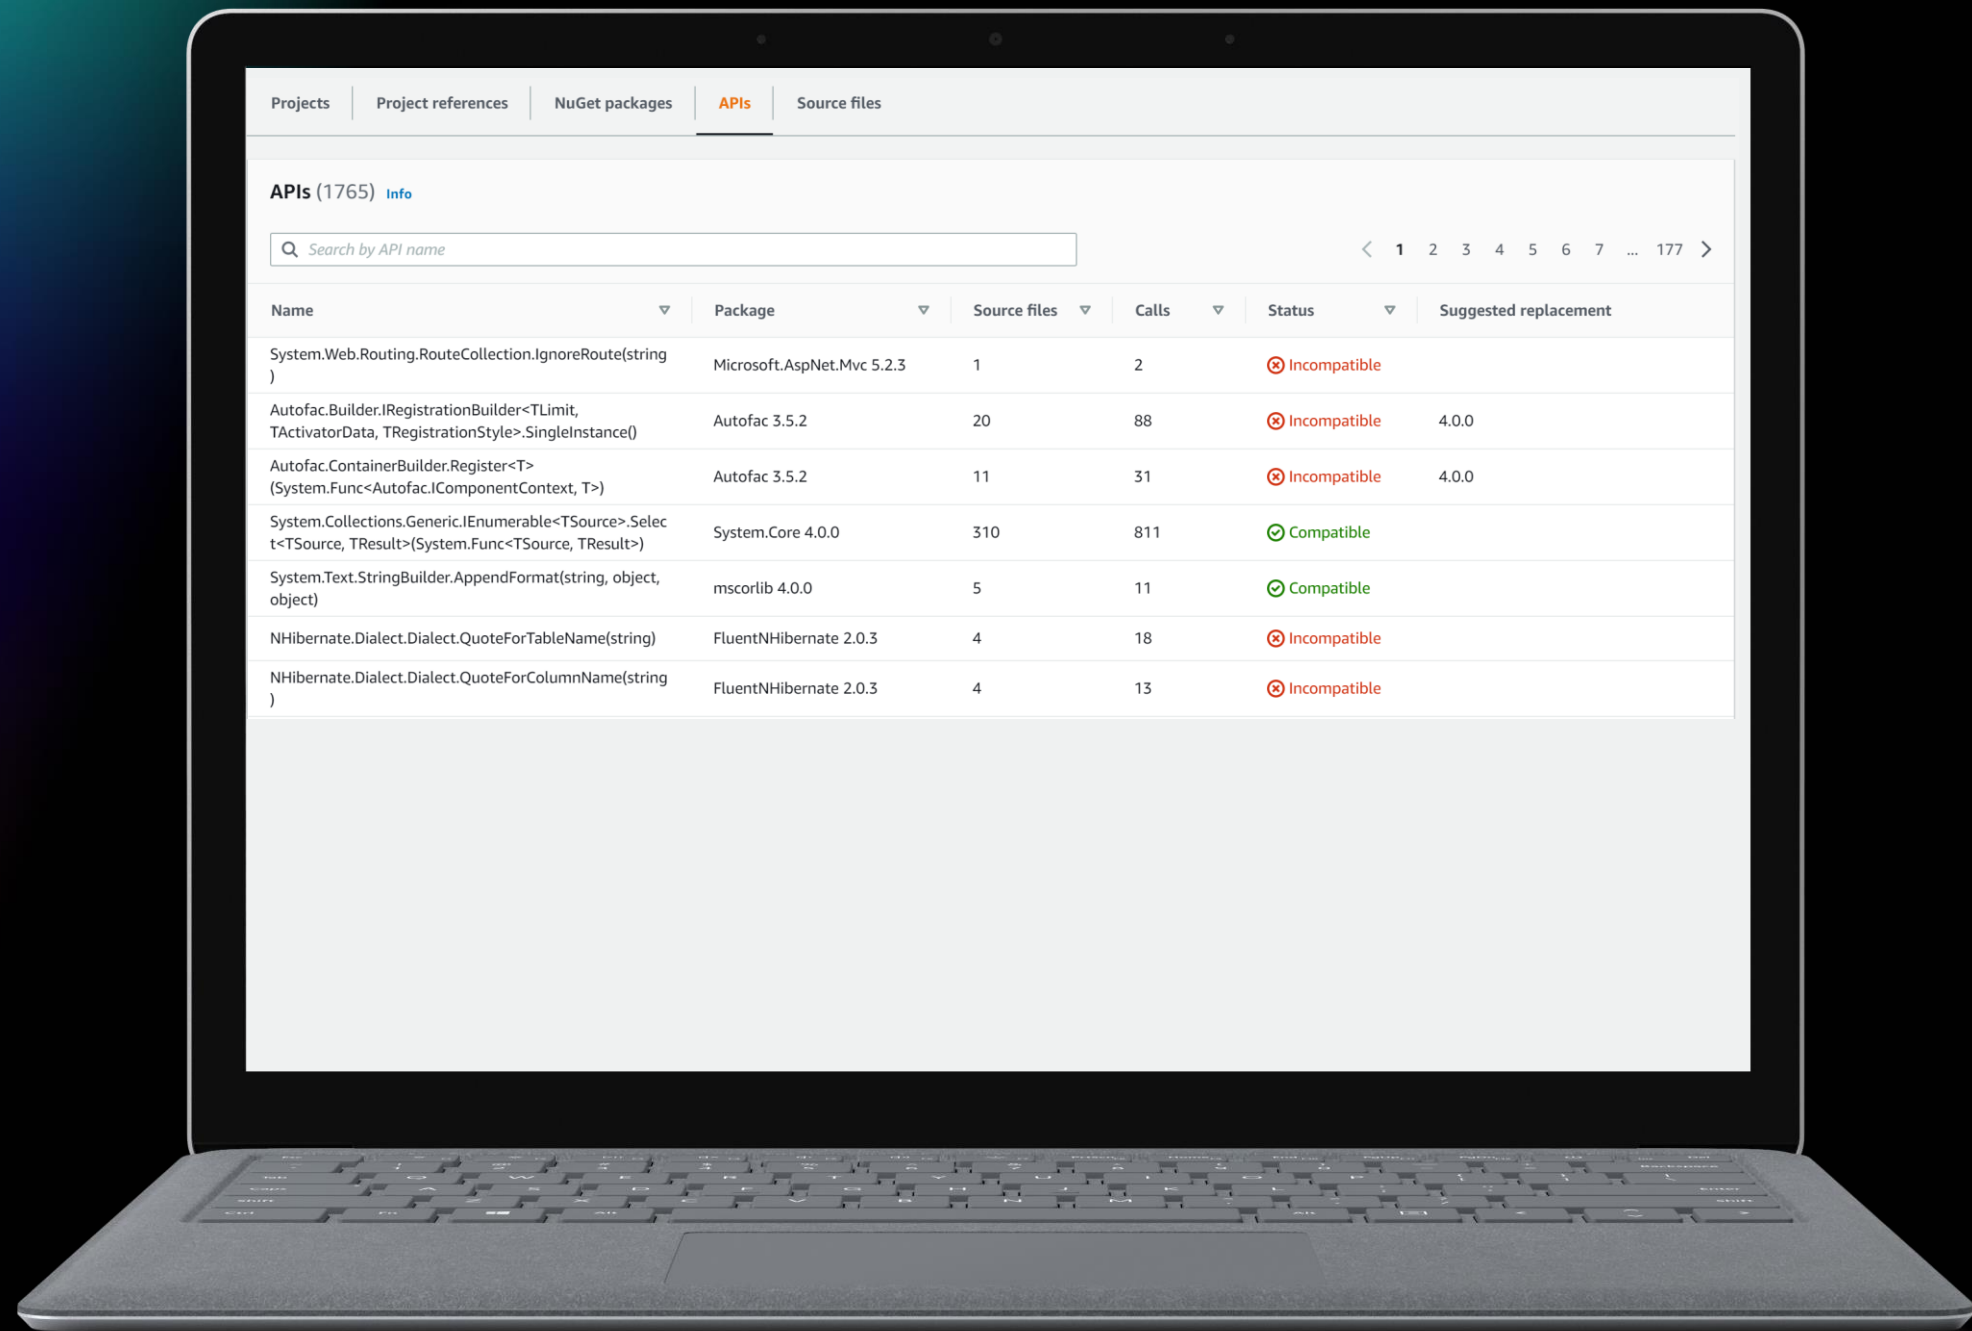 Projects
Project references
NuGet packages
APIs
Source files
APIs (1765) Info
Search by API name
1 2 3 4 5 6 7 ... 177
Name Package Source files Calls Status Suggested replacement
System.Web.Routing.RouteCollection.IgnoreRoute(string
)
Microsoft.AspNet.Mvc 5.2.3 1 2 Incompatible
Autofac.Builder.IRegistrationBuilder<TLimit,
TActivatorData, TRegistrationStyle>.SingleInstance()
Autofac 3.5.2 20 88 Incompatible 4.0.0
Autofac.ContainerBuilder.Register<T>
(System.Func<Autofac.IComponentContext, T>)
Autofac 3.5.2 11 31 Incompatible 4.0.0
System.Collections.Generic.IEnumerable<TSource>.Selec
t<TSource, TResult>(System.Func<TSource, TResult>)
System.Core 4.0.0 310 811 Compatible
System.Text.StringBuilder.AppendFormat(string, object,
object)
mscorlib 4.0.0 5 11 Compatible
NHibernate.Dialect.Dialect.QuoteForTableName(string) FluentNHibernate 2.0.3 4 18 Incompatible
NHibernate.Dialect.Dialect.QuoteForColumnName(string
)
FluentNHibernate 2.0.3 4 13 Incompatible